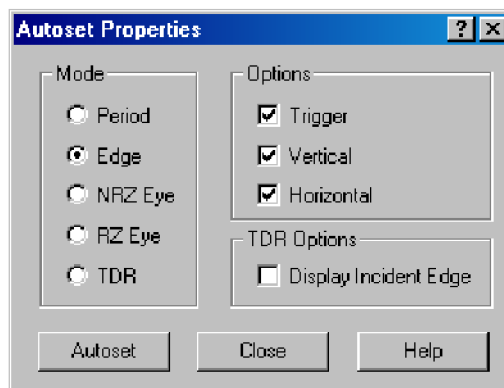 Autoset Properties
Mode
Period
Edge
NRZ Eye
RZ Eye
TDR
Options
Trigger
Vertical
Horizontal
TDR Options
Display Incident Edge
Autoset
Close
Help